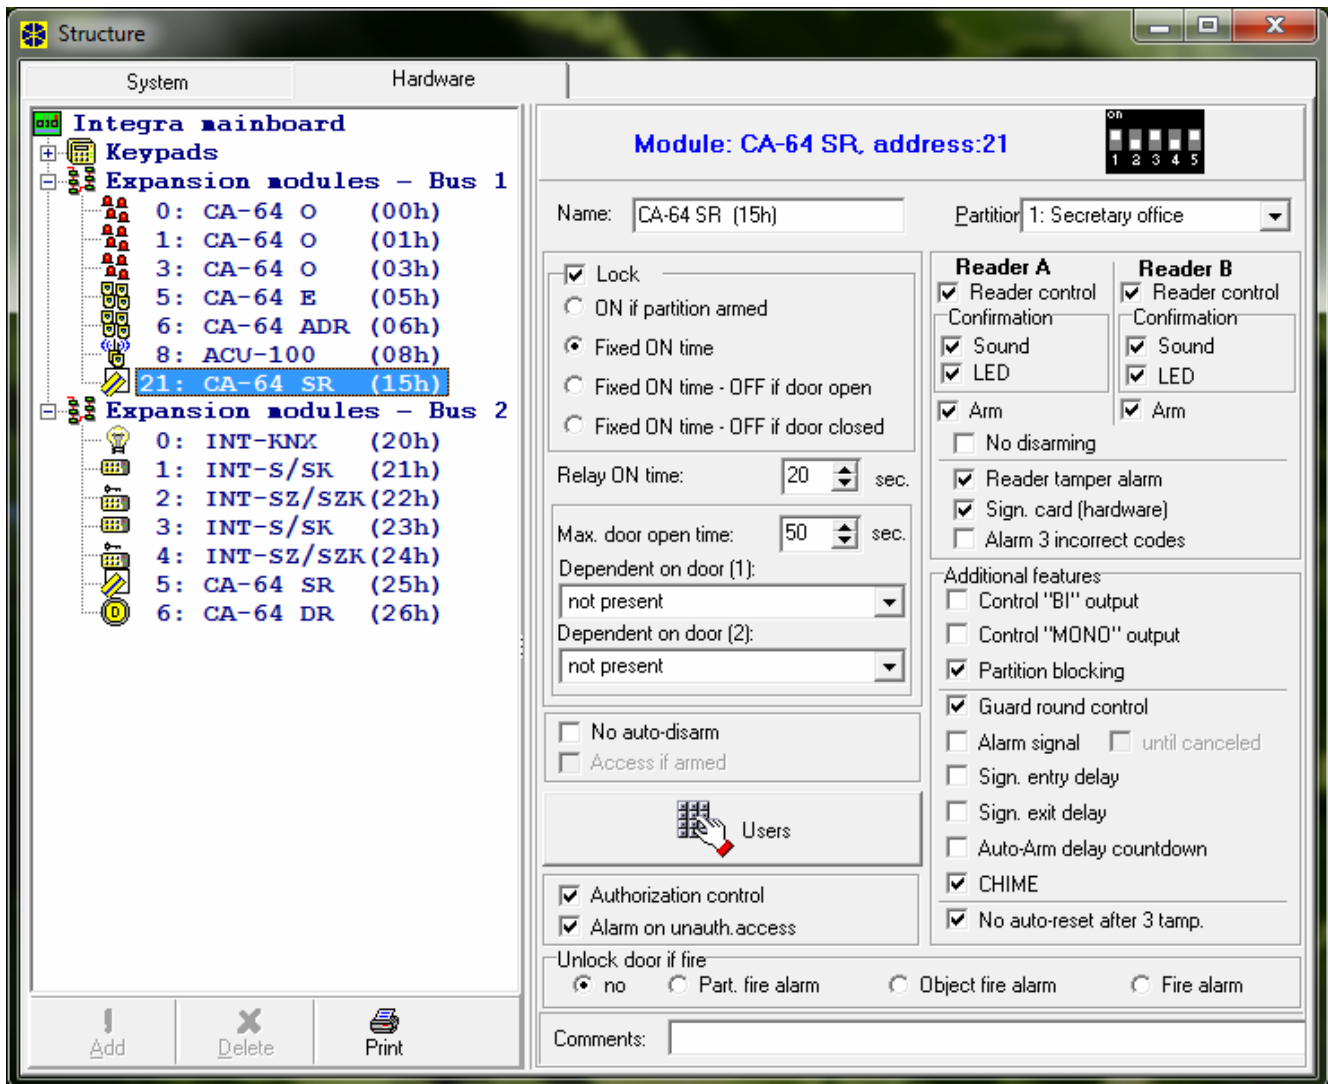 Structure
System
Hardware
Integra mainboard
Keypads
Expansion modules - Bus 1
0: CA-64 O (00h)
1: CA-64 O (01h)
3: CA-64 O (03h)
5: CA-64 E (05h)
6: CA-64 ADR (06h)
8: ACU-100 (08h)
21: CA-64 SR (15h)
Expansion modules - Bus 2
0: INT-KNX (20h)
1: INT-S/SK (21h)
2: INT-SZ/SZK(22h)
3: INT-S/SK (23h)
4: INT-SZ/SZK(24h)
5: CA-64 SR (25h)
6: CA-64 DR (26h)
Add
Delete
Print
Module: CA-64 SR, address:21
on
1 2 3 4 5
Name: CA-64 SR (15h)
Partition 1: Secretary office
Lock
ON if partition armed
Fixed ON time
Fixed ON time - OFF if door open
Fixed ON time - OFF if door closed
Relay ON time: 20 sec.
Max. door open time: 50 sec.
Dependent on door (1):
not present
Dependent on door (2):
not present
No auto-disarm
Access if armed
Users
Authorization control
Alarm on unauth.access
Reader A
Reader B
Reader control
Reader control
Confirmation
Confirmation
Sound
Sound
LED
LED
Arm
Arm
No disarming
Reader tamper alarm
Sign. card (hardware)
Alarm 3 incorrect codes
Additional features
Control "BI" output
Control "MONO" output
Partition blocking
Guard round control
Alarm signal until canceled
Sign. entry delay
Sign. exit delay
Auto-Arm delay countdown
CHIME
No auto-reset after 3 tamp.
Unlock door if fire
no Part. fire alarm Object fire alarm Fire alarm
Comments: